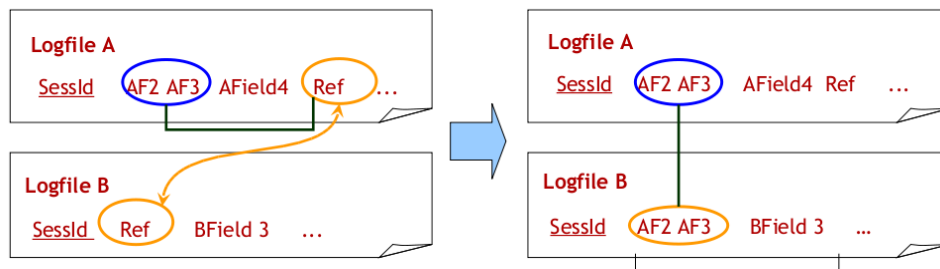 Logfile A
SessId AF2 AF3 AField4 Ref ...
Logfile B
SessId Ref BField 3 ...
Logfile A
SessId AF2 AF3 AField4 Ref ...
Logfile B
SessId AF2 AF3 BField 3 ...